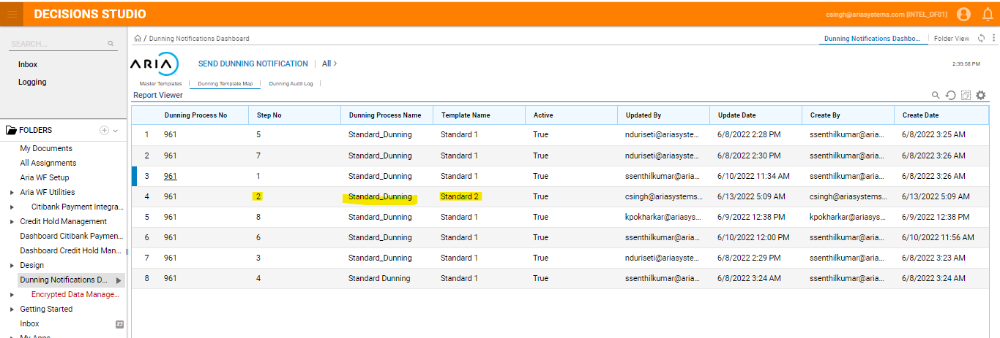 DECISIONS STUDIO
csingh@ariasystems.com [INTEL_DF01]
SEARCH...
Inbox
Logging
FOLDERS
My Documents
All Assignments
Aria WF Setup
Aria WF Utilities
Citibank Payment Integra...
Credit Hold Management
Dashboard Citibank Paymen...
Dashboard Credit Hold Man...
Design
Dunning Notifications D...
Encrypted Data Manage...
Getting Started
Inbox 23
My Apps
/ Dunning Notifications Dashboard
Dunning Notifications Dashbo... Folder View
ARIA SEND DUNNING NOTIFICATION All >
2:39:58 PM
Master Templates Dunning Template Map Dunning Audit Log
Report Viewer
Dunning Process No Step No Dunning Process Name Template Name Active Updated By Update Date Create By Create Date
1 961 5 Standard_Dunning Standard 1 True nduriseti@ariasyste... 6/8/2022 2:28 PM ssenthilkumar@aria... 6/8/2022 3:25 AM
2 961 7 Standard_Dunning Standard 1 True nduriseti@ariasyste... 6/8/2022 2:30 PM ssenthilkumar@aria... 6/8/2022 3:26 AM
3 961 1 Standard_Dunning Standard 1 True ssenthilkumar@aria... 6/10/2022 11:34 AM ssenthilkumar@aria... 6/8/2022 3:26 AM
4 961 2 Standard_Dunning Standard 2 True csingh@ariasystems... 6/13/2022 5:09 AM csingh@ariasystems... 6/13/2022 5:09 AM
5 961 8 Standard_Dunning Standard 1 True kpokharkar@ariasys... 6/9/2022 12:38 PM kpokharkar@ariasys... 6/9/2022 12:38 PM
6 961 6 Standard_Dunning Standard 1 True ssenthilkumar@aria... 6/10/2022 12:00 PM ssenthilkumar@aria... 6/10/2022 11:56 AM
7 961 3 Standard_Dunning Standard 1 True nduriseti@ariasyste... 6/8/2022 2:29 PM ssenthilkumar@aria... 6/8/2022 3:23 AM
8 961 4 Standard Dunning Standard 1 True ssenthilkumar@aria... 6/8/2022 3:24 AM ssenthilkumar@aria... 6/8/2022 3:24 AM